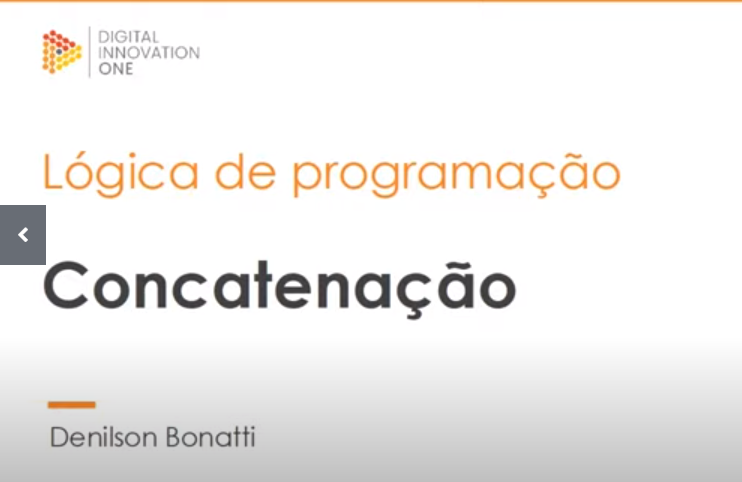 DIGITAL
INNOVATION
ONE
Lógica de programação
Concatenação
Denilson Bonatti